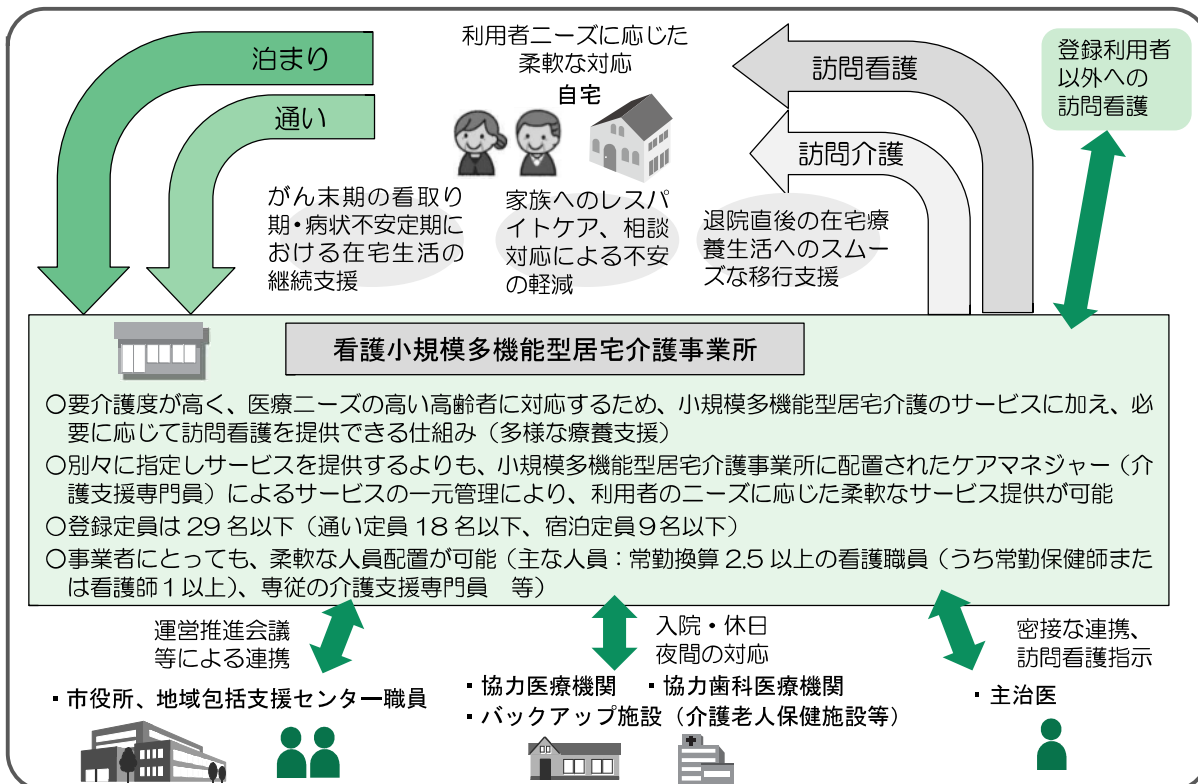 泊まり
通い
利用者ニーズに応じた
柔軟な対応
自宅
訪問看護
訪問介護
登録利用者
以外への
訪問看護
がん末期の看取り
期・病状不安定期に
おける在宅生活の
継続支援
家族へのレスパ
イトケア、相談
対応による不安
の軽減
退院直後の在宅療
養生活へのスムー
ズな移行支援
看護小規模多機能型居宅介護事業所
○要介護度が高く、医療ニーズの高い高齢者に対応するため、小規模多機能型居宅介護のサービスに加え、必
要に応じて訪問看護を提供できる仕組み（多様な療養支援）
○別々に指定しサービスを提供するよりも、小規模多機能型居宅介護事業所に配置されたケアマネジャー（介
護支援専門員）によるサービスの一元管理により、利用者のニーズに応じた柔軟なサービス提供が可能
○登録定員は 29 名以下（通い定員 18 名以下、宿泊定員９名以下）
○事業者にとっても、柔軟な人員配置が可能（主な人員：常勤換算 2.5 以上の看護職員（うち常勤保健師また
は看護師１以上）、専従の介護支援専門員　等）
運営推進会議
等による連携
・市役所、地域包括支援センター職員
入院・休日
夜間の対応
・協力医療機関　・協力歯科医療機関
・バックアップ施設（介護老人保健施設等）
密接な連携、
訪問看護指示
・主治医